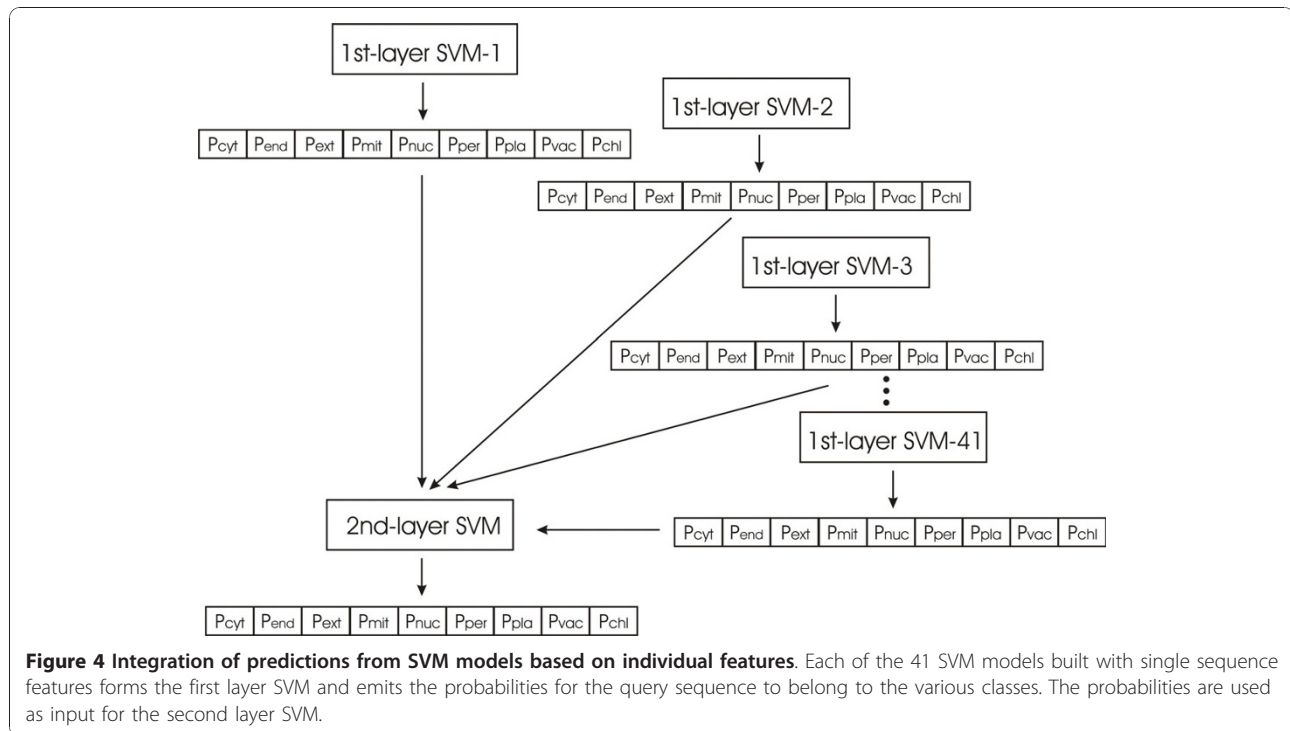 1st-layer SVM-1
Pcyt Pend Pext Pmit Pnuc Pper Ppla Pvac Pchl
1st-layer SVM-2
Pcyt Pend Pext Pmit Pnuc Pper Ppla Pvac Pchl
1st-layer SVM-3
Pcyt Pend Pext Pmit Pnuc Pper Ppla Pvac Pchl
1st-layer SVM-41
Pcyt Pend Pext Pmit Pnuc Pper Ppla Pvac Pchl
2nd-layer SVM
Pcyt Pend Pext Pmit Pnuc Pper Ppla Pvac Pchl
Figure 4 Integration of predictions from SVM models based on individual features. Each of the 41 SVM models built with single sequence
features forms the first layer SVM and emits the probabilities for the query sequence to belong to the various classes. The probabilities are used
as input for the second layer SVM.